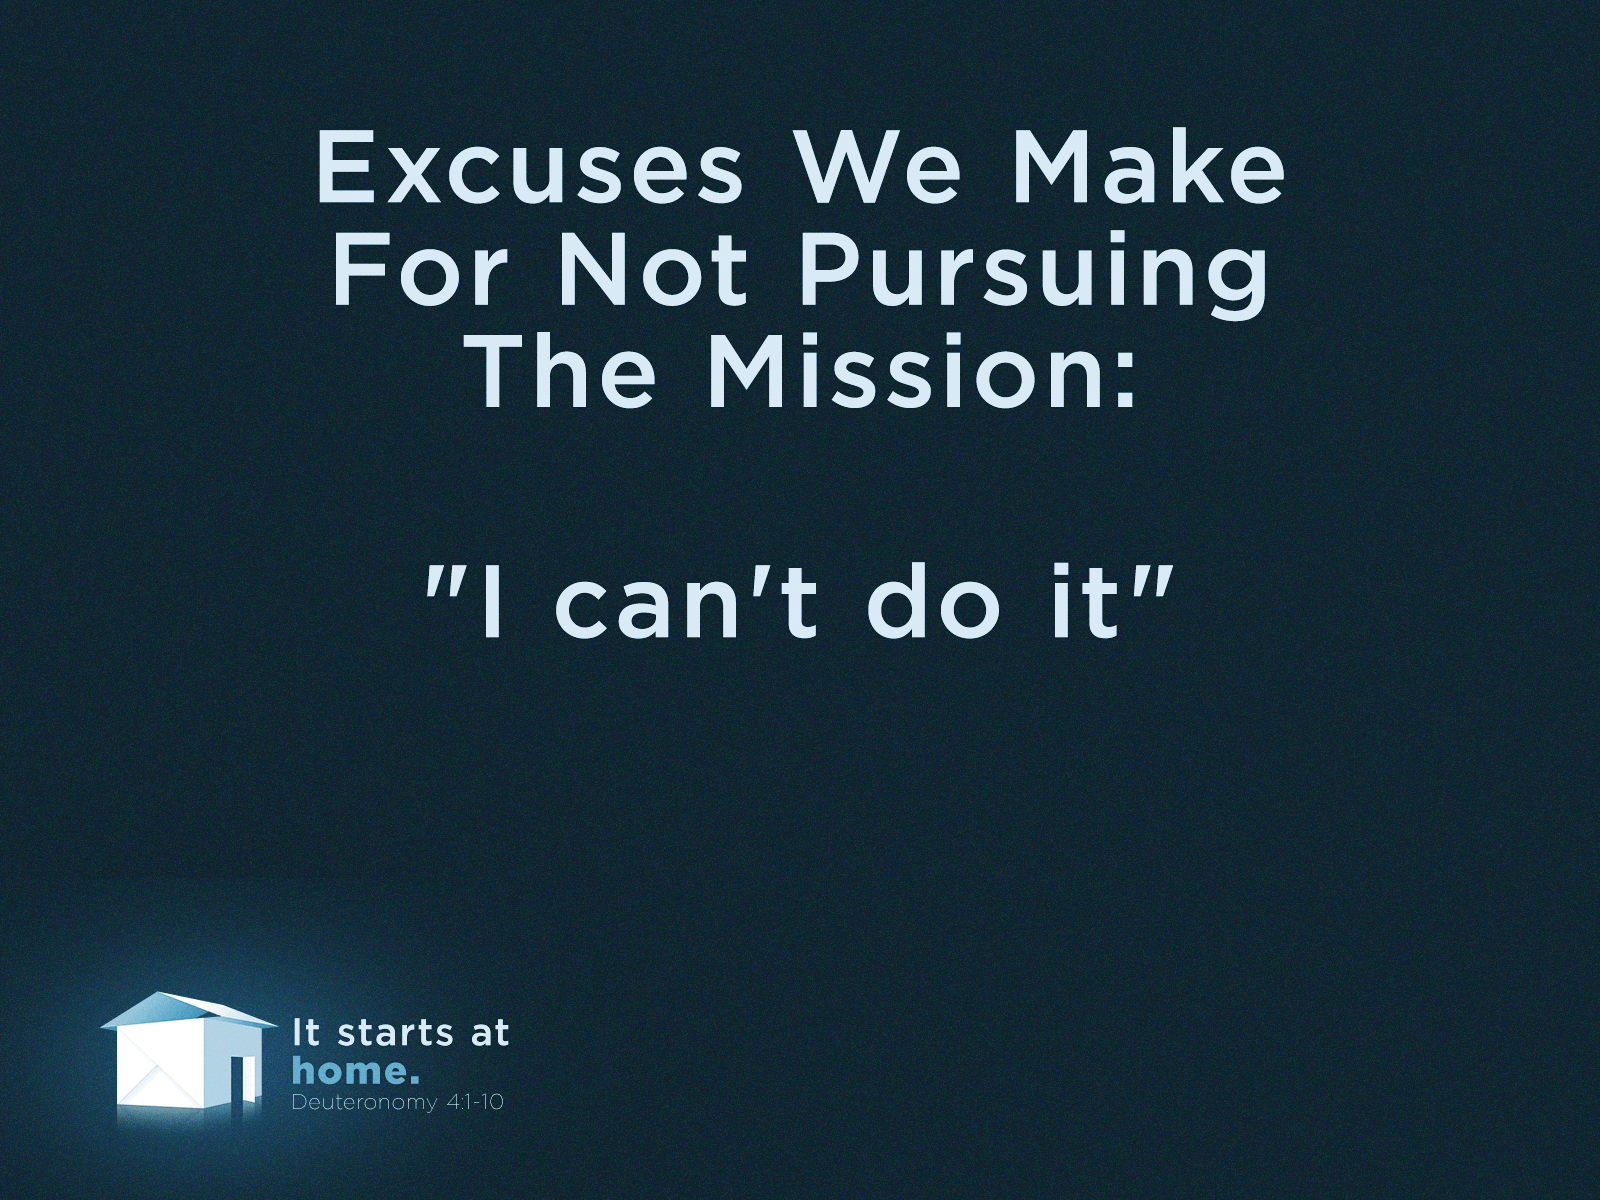 Excuses We Make
For Not Pursuing
The Mission:
"I can't do it"
It starts at
home.
Deuteronomy 4:1-10